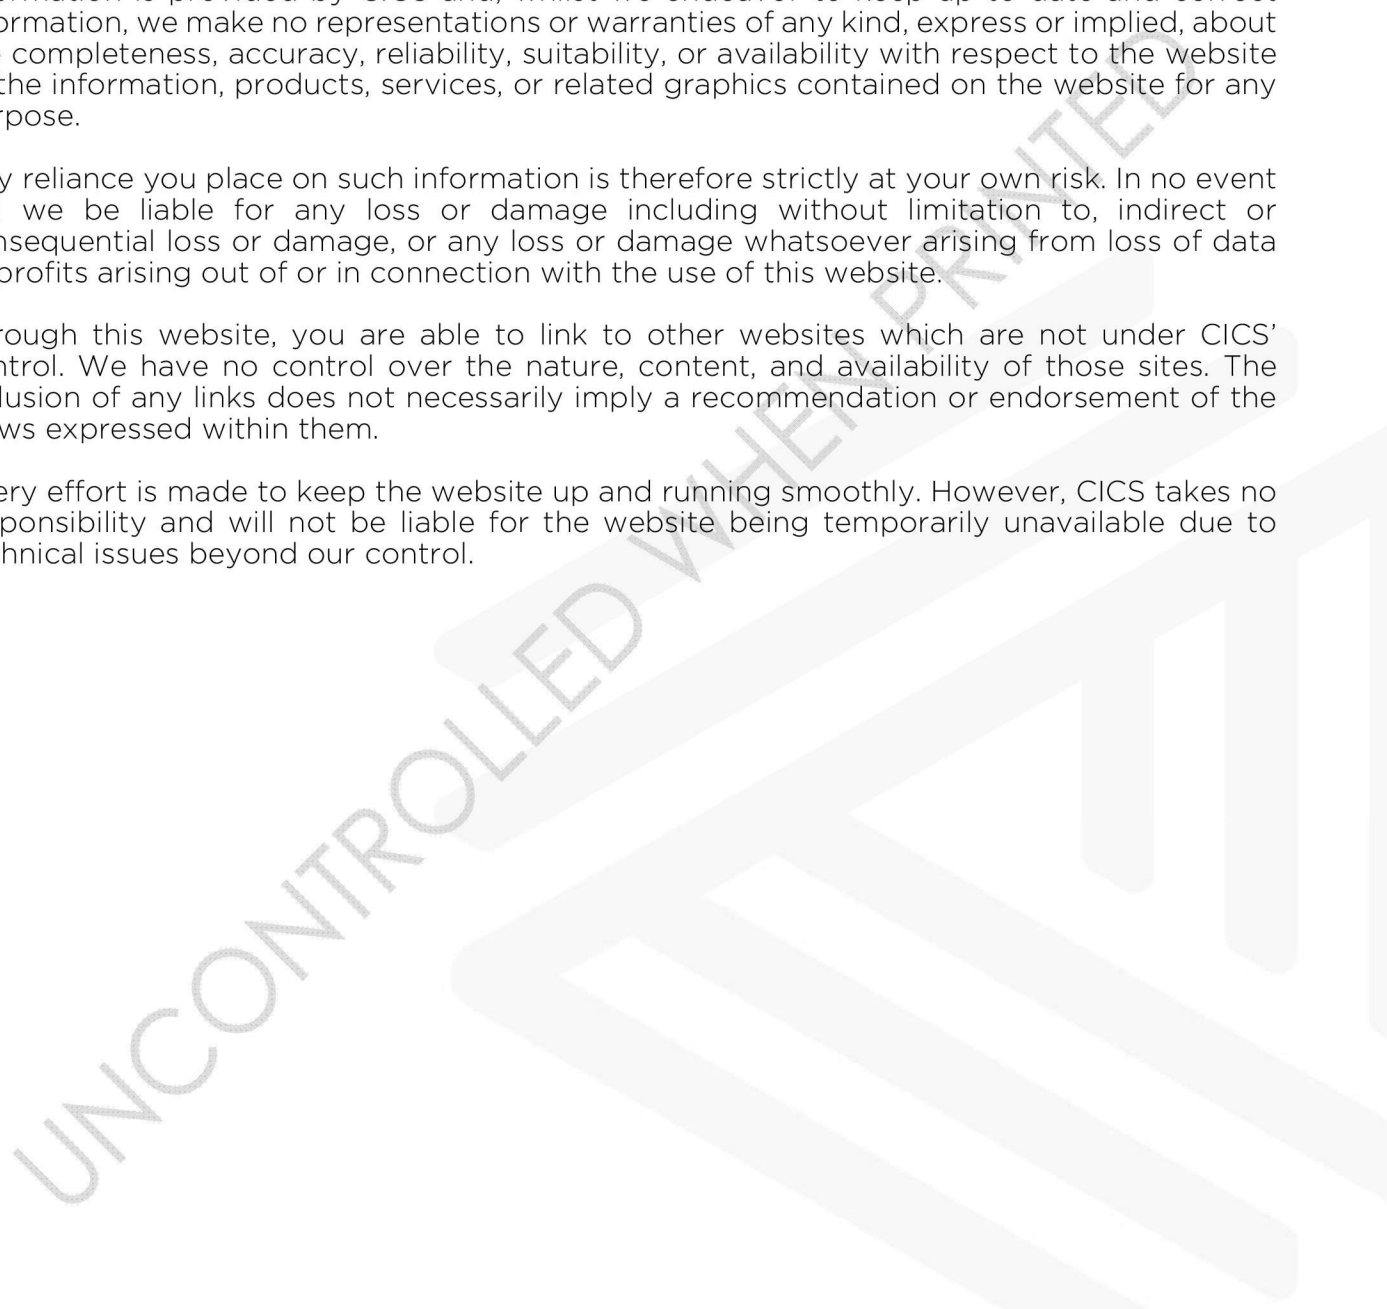 ormation, we make no representations or warranties of any kind, express or implied, about
completeness, accuracy, reliability, suitability, or availability with respect to the website
the information, products, services, or related graphics contained on the website for any
rpose.
y reliance you place on such information is therefore strictly at your own risk. In no event
we be liable for any loss or damage including without limitation to, indirect or
nsequential loss or damage, or any loss or damage whatsoever arising from loss of data
profits arising out of or in connection with the use of this website.
rough this website, you are able to link to other websites which are not under CICS’
ntrol. We have no control over the nature, content, and availability of those sites. The
lusion of any links does not necessarily imply a recommendation or endorsement of the
ws expressed within them.
ery effort is made to keep the website up and running smoothly. However, CICS takes no
ponsibility and will not be liable for the website being temporarily unavailable due to
hnical issues beyond our control.
UNCONTROLLED WHEN PRINTED